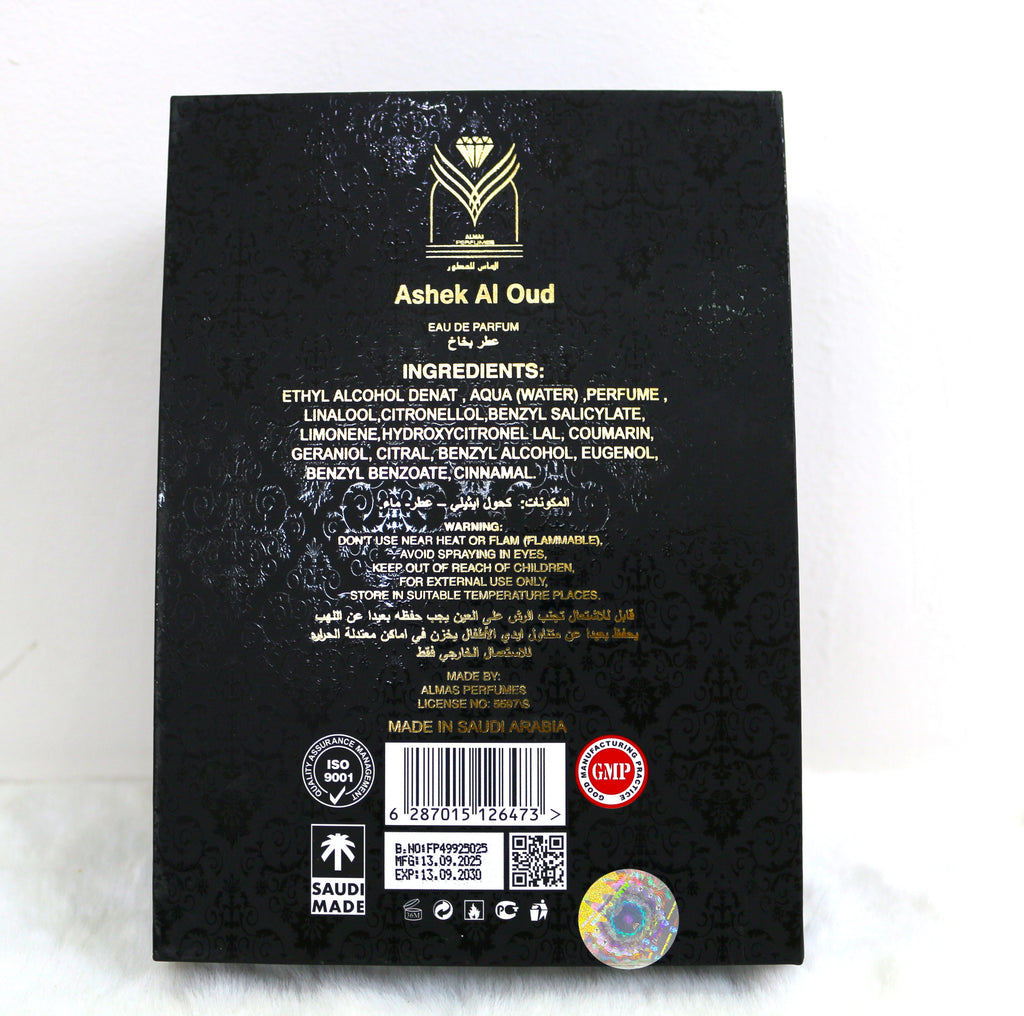 ALMAS
PERFUMES
الماس للعطور
Ashek Al Oud
EAU DE PARFUM
عطر بخاخ
INGREDIENTS:
ETHYL ALCOHOL DENAT , AQUA (WATER) ,PERFUME ,
LINALOOL,CITRONELLOL,BENZYL SALICYLATE,
LIMONENE,HYDROXYCITRONEL LAL, COUMARIN,
GERANIOL, CITRAL, BENZYL ALCOHOL, EUGENOL,
BENZYL BENZOATE, CINNAMAL.
المكونات: كحول ايثيلي – عطر- ماء.
WARNING:
DON'T USE NEAR HEAT OR FLAM (FLAMMABLE),
AVOID SPRAYING IN EYES,
KEEP OUT OF REACH OF CHILDREN,
FOR EXTERNAL USE ONLY,
STORE IN SUITABLE TEMPERATURE PLACES.
قابل للاشتعال تجنب الرش على العين يجب حفظه بعيدا عن اللهب
يحفظ بعيدا عن متناول ايدي الأطفال يخزن في اماكن معتدلة الحراره
للاستعمال الخارجي فقط
MADE BY:
ALMAS PERFUMES
LICENSE NO: 5597\S
MADE IN SAUDI ARABIA
QUALITY ASSURANCE MANAGEMENT
ISO
9001
GOOD MANUFACTURING PRACTICE
GMP
6 287015 126473 >
B.NO:FP49925025
MFG:13.09.2025
EXP:13.09.2030
SAUDI
MADE
36M